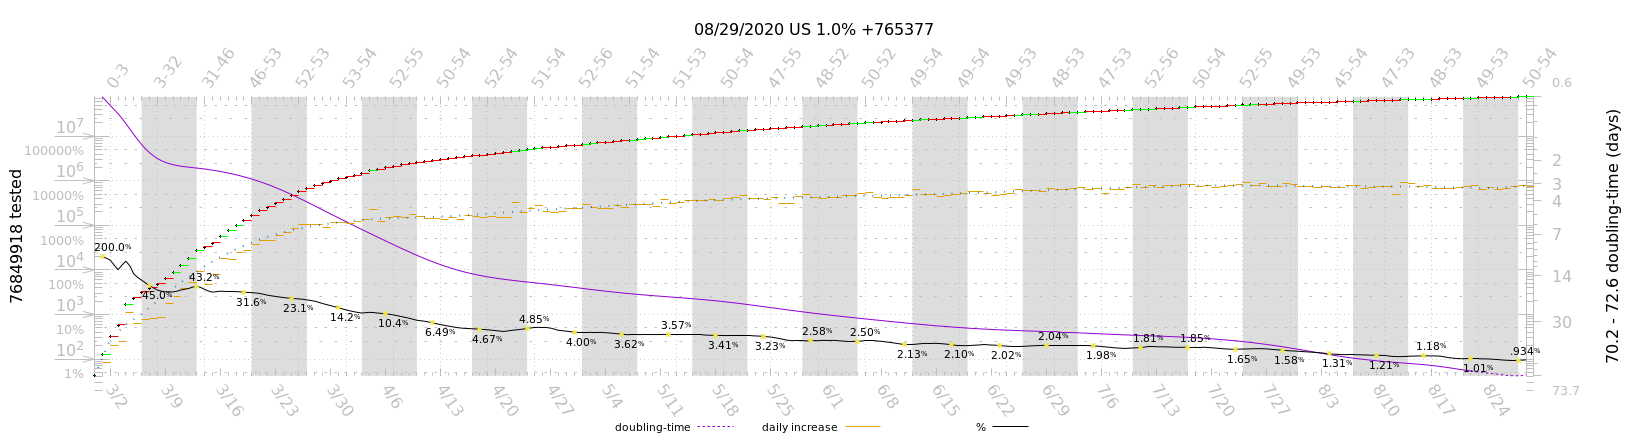 08/29/2020 US 1.0% +765377
0-3 3-32 31-46 46-53 52-53 53-54 52-55 50-54 52-54 51-54 52-56 51-54 51-53 50-54 47-55 48-52 50-52 49-54 49-54 49-53 48-53 47-53 52-56 50-54 52-55 49-53 45-54 47-53 48-53 49-53 50-54
76849918 tested
10⁷
100000%
10⁶
10000%
10⁵
1000%
10⁴
100%
10³
10%
10²
1%
200.0% 45.0% 43.2% 31.6% 23.1% 14.2% 10.4% 6.49% 4.67% 4.85% 4.00% 3.62% 3.57% 3.41% 3.23% 2.58% 2.50% 2.13% 2.10% 2.02% 2.04% 1.98% 1.81% 1.85% 1.65% 1.58% 1.31% 1.21% 1.18% 1.01% .934%
0.6
2
3
4
7
14
30
73.7
70.2 - 72.6 doubling-time (days)
3/2 3/9 3/16 3/23 3/30 4/6 4/13 4/20 4/27 5/4 5/11 5/18 5/25 6/1 6/8 6/15 6/22 6/29 7/6 7/13 7/20 7/27 8/3 8/10 8/17 8/24
doubling-time daily increase %